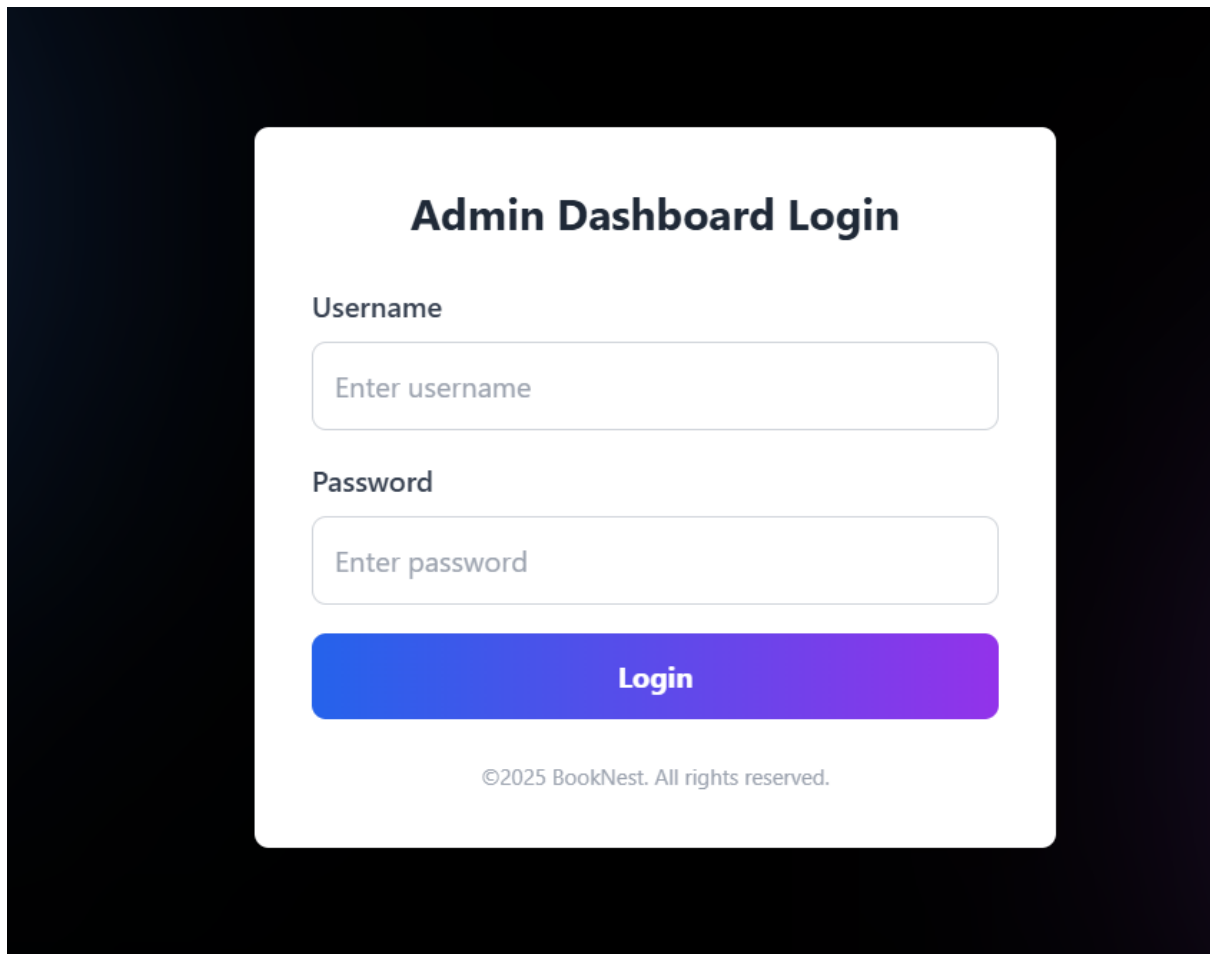 Admin Dashboard Login
Username
Enter username
Password
Enter password
Login
©2025 BookNest. All rights reserved.